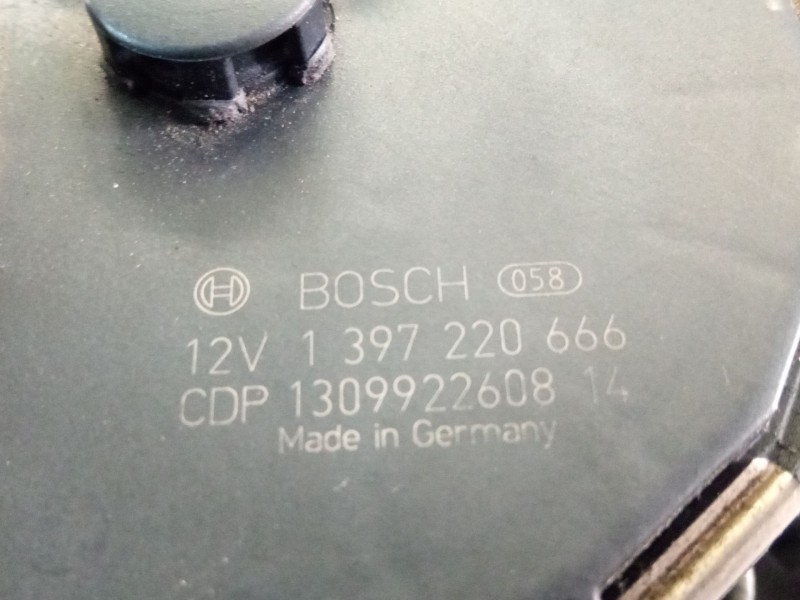 BOSCH 058
12V 1 397 220 666
CDP 1309922608 14
Made in Germany